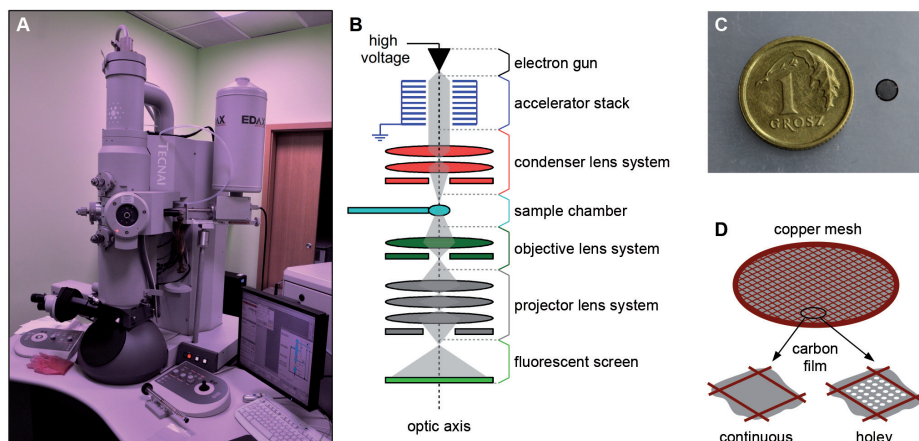 A
TECNAI
EDAX
B
high
voltage
electron gun
accelerator stack
condenser lens system
sample chamber
objective lens system
projector lens system
fluorescent screen
optic axis
C
1
GROSZ
D
copper mesh
carbon
film
continuous
holey